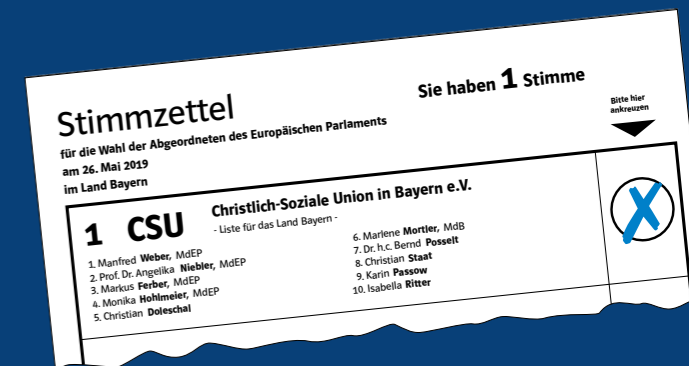 Stimmzettel
für die Wahl der Abgeordneten des Europäischen Parlaments
am 26. Mai 2019
im Land Bayern
Sie haben 1 Stimme
Bitte hier
ankreuzen
1 CSU
Christlich-Soziale Union in Bayern e.V.
- Liste für das Land Bayern -
1. Manfred Weber, MdEP
2. Prof. Dr. Angelika Niebler, MdEP
3. Markus Ferber, MdEP
4. Monika Hohlmeier, MdEP
5. Christian Doleschal
6. Marlene Mortler, MdB
7. Dr. h.c. Bernd Posselt
8. Christian Staat
9. Karin Passow
10. Isabella Ritter
X